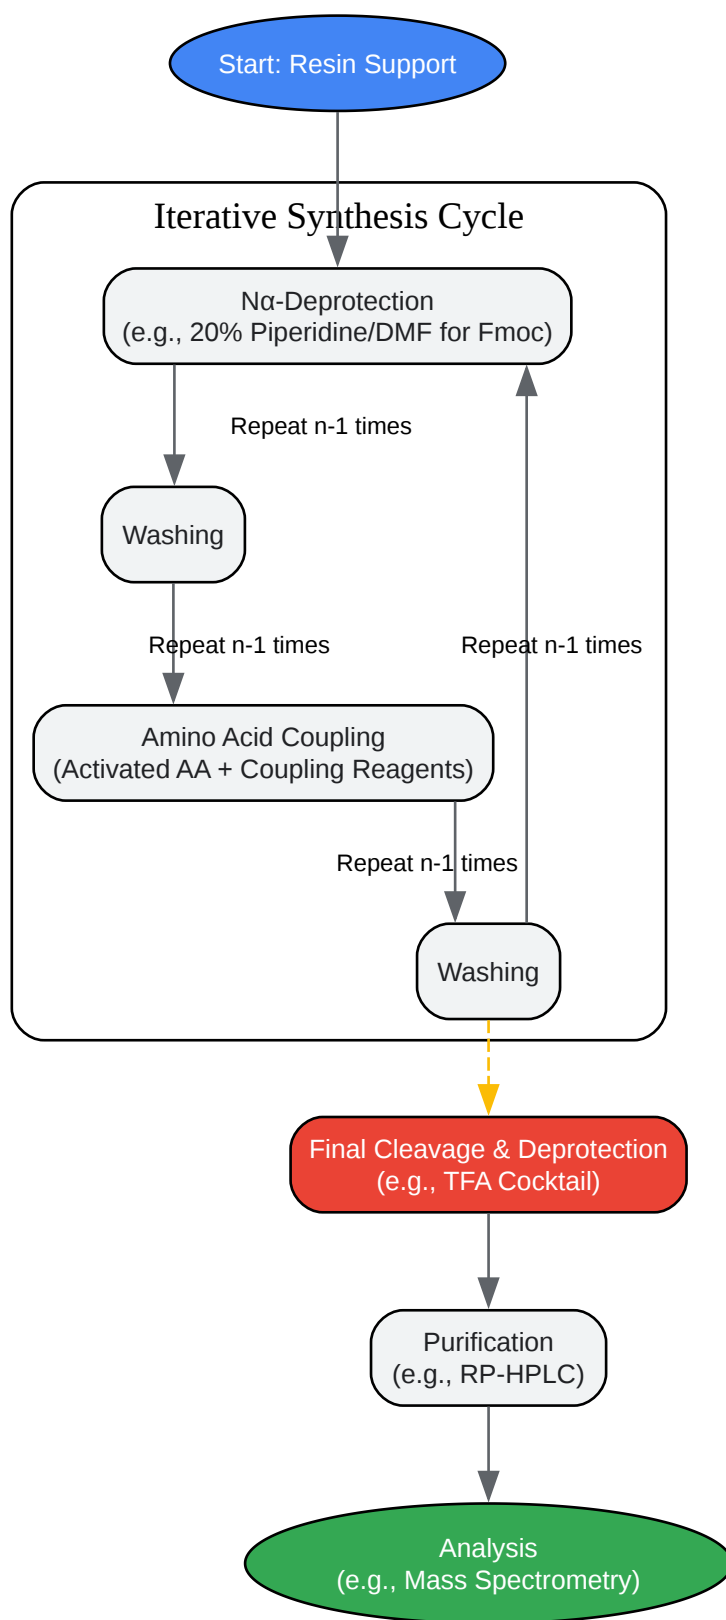 Start: Resin Support
Iterative Synthesis Cycle
Nα-Deprotection
(e.g., 20% Piperidine/DMF for Fmoc)
Repeat n-1 times
Washing
Repeat n-1 times
Repeat n-1 times
Amino Acid Coupling
(Activated AA + Coupling Reagents)
Repeat n-1 times
Washing
Final Cleavage & Deprotection
(e.g., TFA Cocktail)
Purification
(e.g., RP-HPLC)
Analysis
(e.g., Mass Spectrometry)